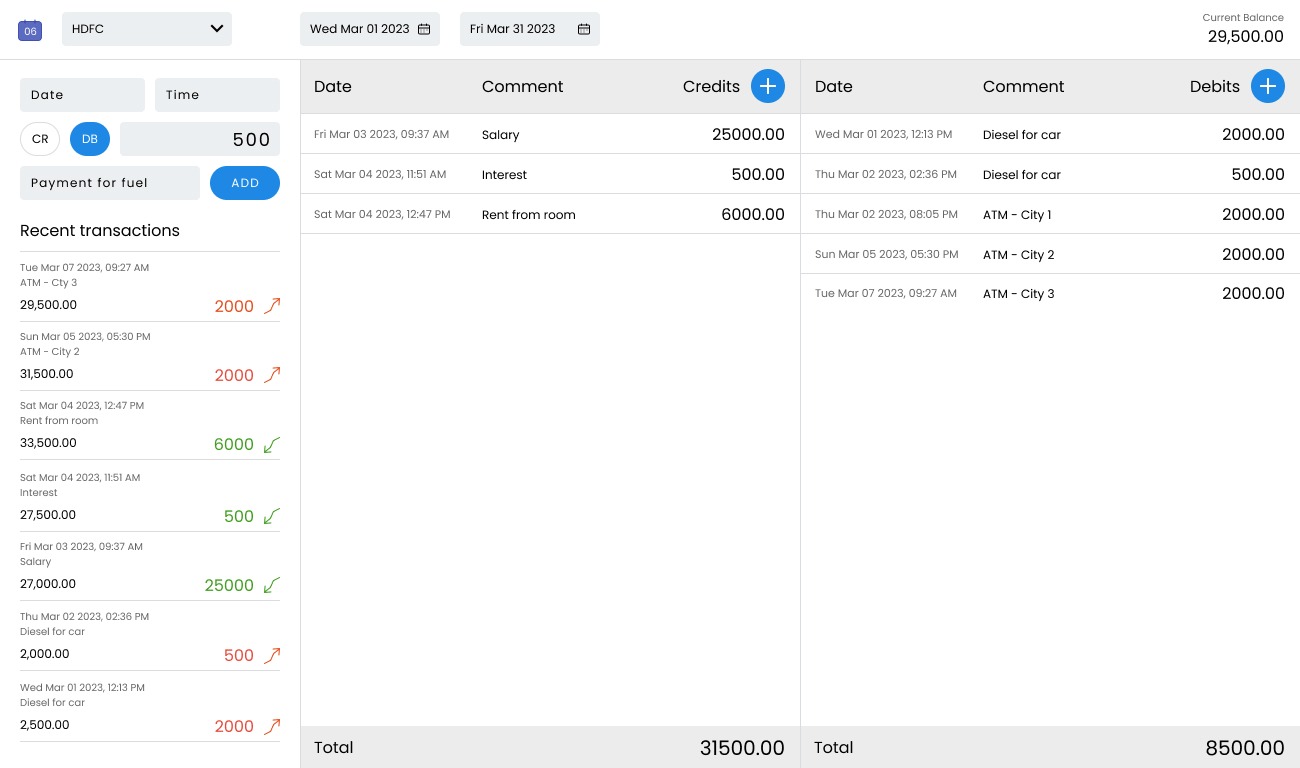 06
HDFC
Wed Mar 01 2023
Fri Mar 31 2023
Current Balance
29,500.00
Date
Time
CR
DB
500
Payment for fuel
ADD
Recent transactions
Tue Mar 07 2023, 09:27 AM
ATM - Cty 3
29,500.00 2000
Sun Mar 05 2023, 05:30 PM
ATM - City 2
31,500.00 2000
Sat Mar 04 2023, 12:47 PM
Rent from room
33,500.00 6000
Sat Mar 04 2023, 11:51 AM
Interest
27,500.00 500
Fri Mar 03 2023, 09:37 AM
Salary
27,000.00 25000
Thu Mar 02 2023, 02:36 PM
Diesel for car
2,000.00 500
Wed Mar 01 2023, 12:13 PM
Diesel for car
2,500.00 2000
Date Comment Credits
Fri Mar 03 2023, 09:37 AM Salary 25000.00
Sat Mar 04 2023, 11:51 AM Interest 500.00
Sat Mar 04 2023, 12:47 PM Rent from room 6000.00
Total 31500.00
Date Comment Debits
Wed Mar 01 2023, 12:13 PM Diesel for car 2000.00
Thu Mar 02 2023, 02:36 PM Diesel for car 500.00
Thu Mar 02 2023, 08:05 PM ATM - City 1 2000.00
Sun Mar 05 2023, 05:30 PM ATM - City 2 2000.00
Tue Mar 07 2023, 09:27 AM ATM - City 3 2000.00
Total 8500.00